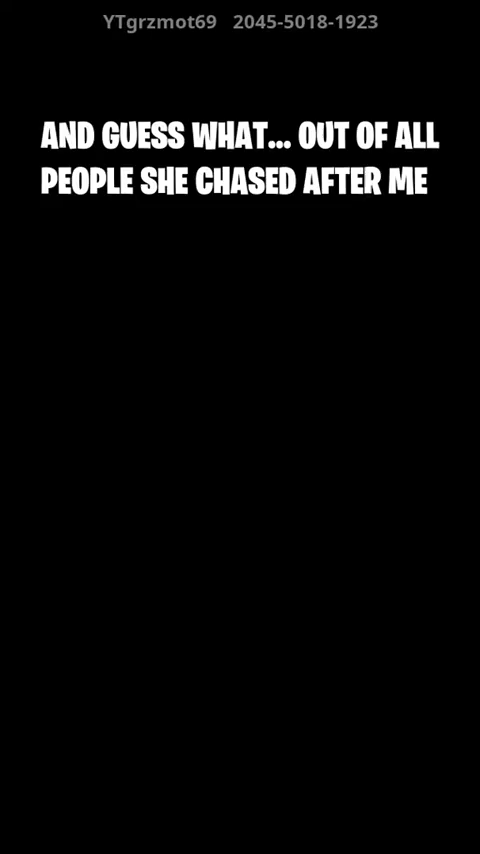 YTgrzmot69 2045-5018-1923
AND GUESS WHAT... OUT OF ALL
PEOPLE SHE CHASED AFTER ME